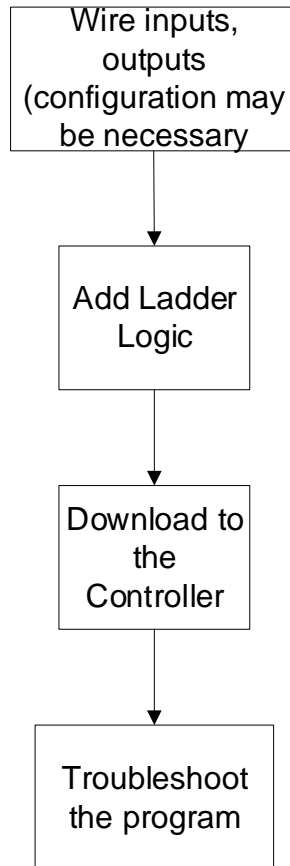 Wire inputs,
outputs
(configuration may
be necessary
Add Ladder
Logic
Download to
the
Controller
Troubleshoot
the program